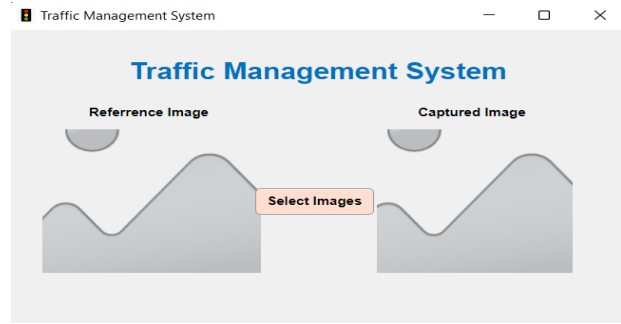 Traffic Management System
Traffic Management System
Referrence Image
Captured Image
Select Images